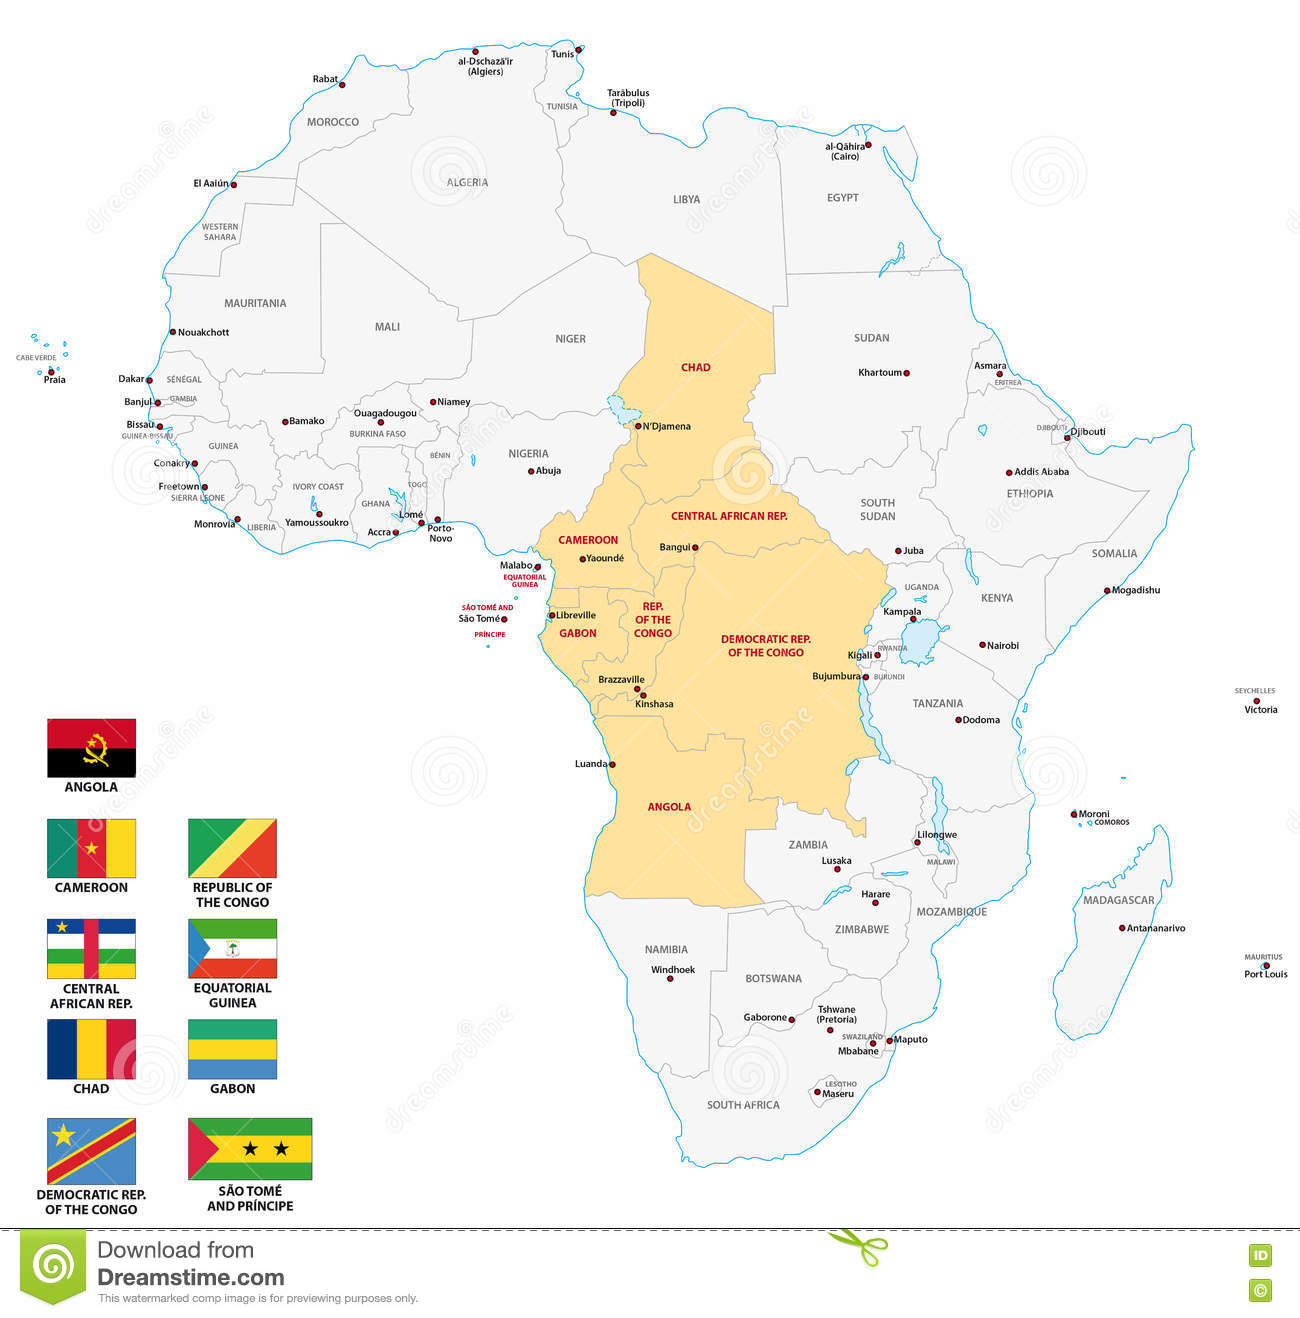 Tunis
al-Dschazā'ir
(Algiers)
Rabat
Tarābulus
(Tripoli)
TUNISIA
MOROCCO
al-Qāhira
(Cairo)
El Aaiún
ALGERIA
LIBYA
EGYPT
WESTERN
SAHARA
CHAD
MAURITANIA
MALI
NIGER
SUDAN
Nouakchott
CABE VERDE
Praia
Dakar
SÉNÉGAL
Khartoum
Asmara
ERITREA
Banjul
GAMBIA
Niamey
Ouagadougou
Bamako
BURKINA FASO
N'Djamena
Bissau
GUINEA-BISSAU
DJIBOUTI
Djibouti
GUINEA
BÉNIN
NIGERIA
Abuja
Conakry
Freetown
SIERRA LEONE
IVORY COAST
GHANA
TOGO
Addis Ababa
ETHIOPIA
SOUTH
SUDAN
Monrovia
LIBERIA
Yamoussoukro
Accra
Lomé
Porto-
Novo
CENTRAL AFRICAN REP.
CAMEROON
Yaoundé
Bangui
Juba
SOMALIA
Malabo
EQUATORIAL
GUINEA
UGANDA
KENYA
Mogadishu
SÃO TOMÉ AND
São Tomé
PRÍNCIPE
Libreville
GABON
REP.
OF THE
CONGO
DEMOCRATIC REP.
OF THE CONGO
Kampala
Nairobi
Kigali
RWANDA
Bujumbura
BURUNDI
Brazzaville
Kinshasa
TANZANIA
Dodoma
SEYCHELLES
Victoria
Luanda
ANGOLA
Moroni
COMOROS
ZAMBIA
Lusaka
Lilongwe
MALAWI
Harare
MOZAMBIQUE
ZIMBABWE
MADAGASCAR
Antananarivo
NAMIBIA
Windhoek
BOTSWANA
MAURITIUS
Port Louis
Gaborone
Tshwane
(Pretoria)
SWAZILAND
Mbabane
Maputo
LESOTHO
Maseru
SOUTH AFRICA
ANGOLA
CAMEROON
REPUBLIC OF
THE CONGO
CENTRAL
AFRICAN REP.
EQUATORIAL
GUINEA
CHAD
GABON
DEMOCRATIC REP.
OF THE CONGO
SÃO TOMÉ
AND PRÍNCIPE
dreamstime
dreamstime
dreamstime
dreamstime
dreamstime
dreamstime
dreamstime
dreamstime
dreamstime
Download from
Dreamstime.com
This watermarked comp image is for previewing purposes only.
ID
©